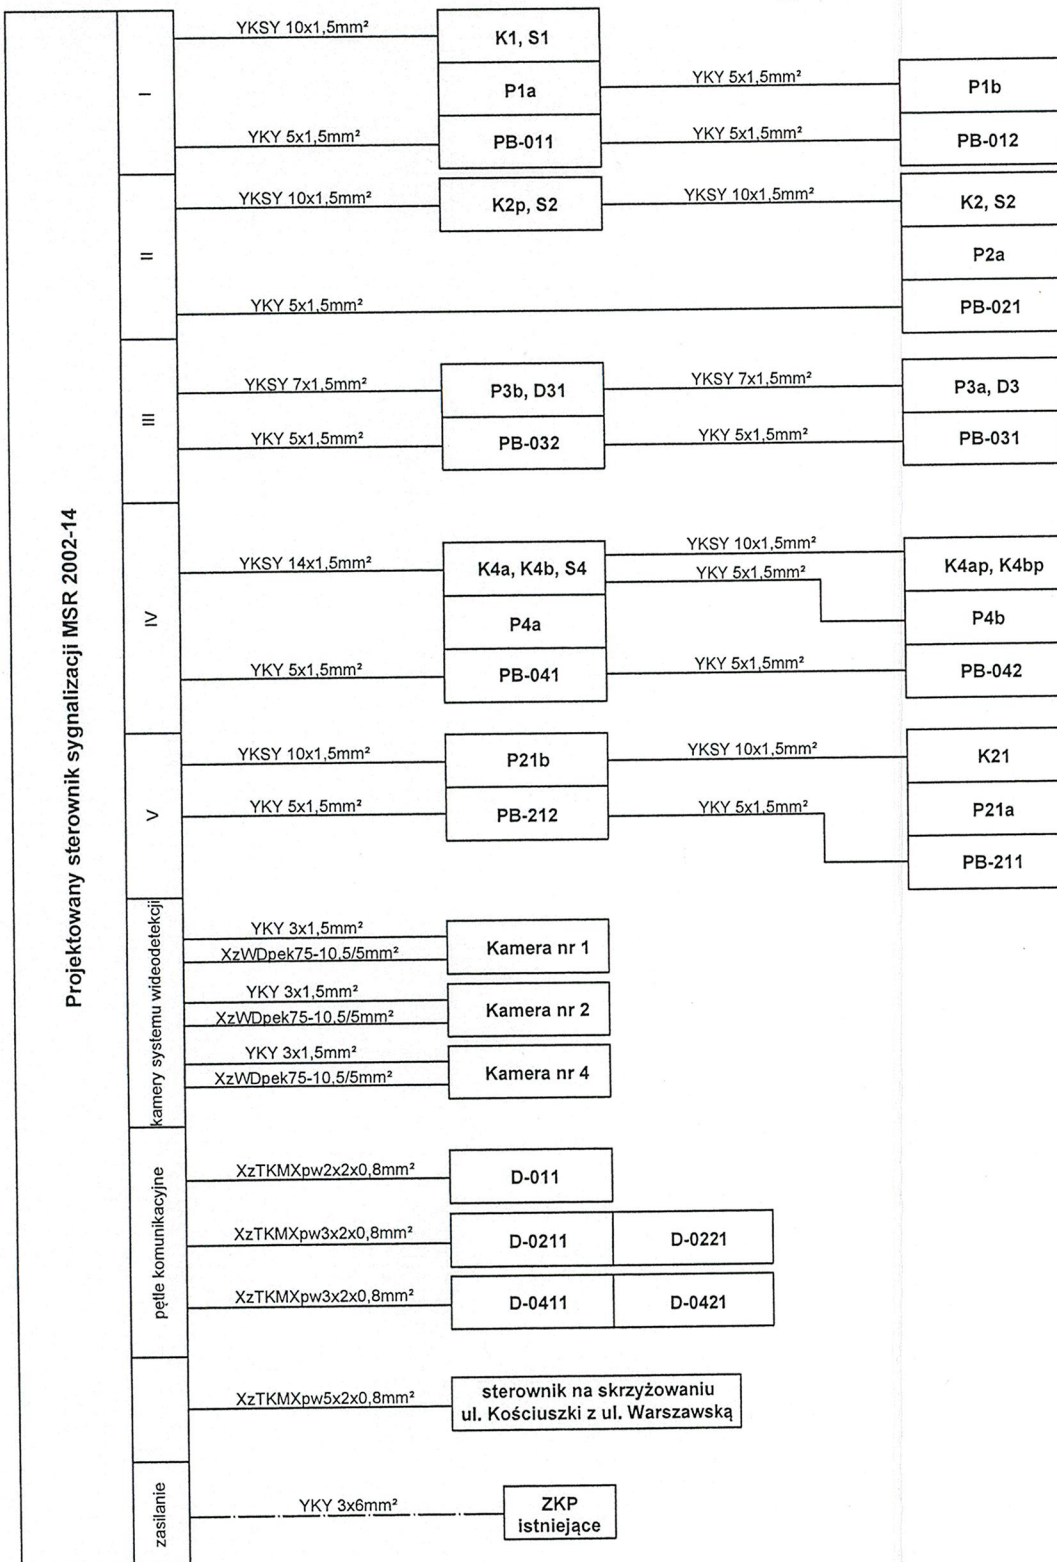 Projektowany sterownik sygnalizacji MSR 2002-14
I
YKSY 10x1,5mm²
K1, S1
P1a
YKY 5x1,5mm²
P1b
YKY 5x1,5mm²
PB-011
YKY 5x1,5mm²
PB-012
II
YKSY 10x1,5mm²
K2p, S2
YKSY 10x1,5mm²
K2, S2
P2a
YKY 5x1,5mm²
PB-021
III
YKSY 7x1,5mm²
P3b, D31
YKSY 7x1,5mm²
P3a, D3
YKY 5x1,5mm²
PB-032
YKY 5x1,5mm²
PB-031
IV
YKSY 14x1,5mm²
K4a, K4b, S4
YKSY 10x1,5mm²
K4ap, K4bp
YKY 5x1,5mm²
P4a
P4b
YKY 5x1,5mm²
PB-041
YKY 5x1,5mm²
PB-042
V
YKSY 10x1,5mm²
P21b
YKSY 10x1,5mm²
K21
YKY 5x1,5mm²
PB-212
YKY 5x1,5mm²
P21a
PB-211
kamery systemu wideodetekcji
YKY 3x1,5mm²
XzWDpek75-10,5/5mm²
Kamera nr 1
YKY 3x1,5mm²
XzWDpek75-10,5/5mm²
Kamera nr 2
YKY 3x1,5mm²
XzWDpek75-10,5/5mm²
Kamera nr 4
pętle komunikacyjne
XzTKMXpw2x2x0,8mm²
D-011
XzTKMXpw3x2x0,8mm²
D-0211
D-0221
XzTKMXpw3x2x0,8mm²
D-0411
D-0421
XzTKMXpw5x2x0,8mm²
sterownik na skrzyżowaniu
ul. Kościuszki z ul. Warszawską
zasilanie
YKY 3x6mm²
ZKP
istniejące